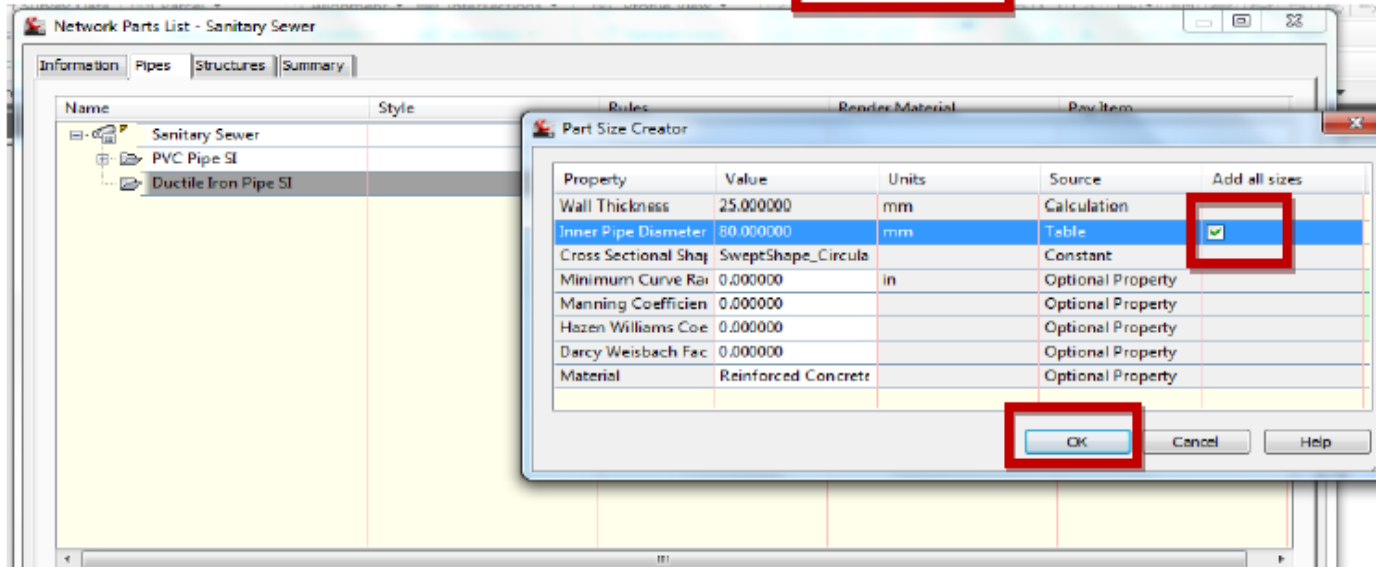 Network Parts List - Sanitary Sewer
Information Pipes Structures Summary
Name Style Rules Render Material Pay Item
Sanitary Sewer
PVC Pipe SI
Ductile Iron Pipe SI
Part Size Creator
Property Value Units Source Add all sizes
Wall Thickness 25.000000 mm Calculation
Inner Pipe Diameter 80.000000 mm Table
Cross Sectional Shap SweptShape_Circula Constant
Minimum Curve Rad 0.000000 in Optional Property
Manning Coefficien 0.000000 Optional Property
Hazen Williams Coe 0.000000 Optional Property
Darcy Weisbach Fac 0.000000 Optional Property
Material Reinforced Concrete Optional Property
OK Cancel Help